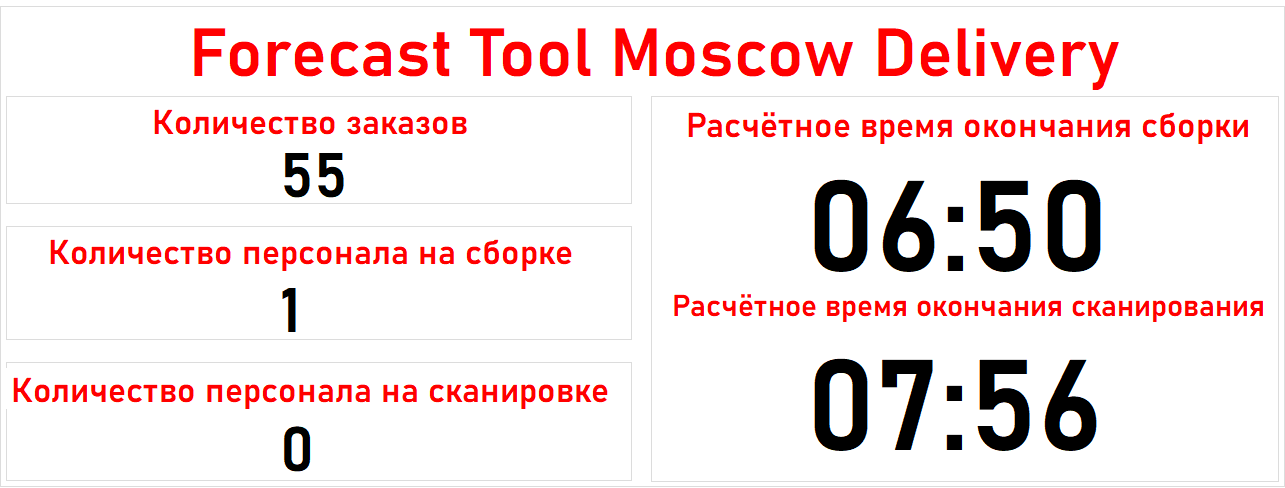 Forecast Tool Moscow Delivery
Количество заказов
55
Количество персонала на сборке
1
Количество персонала на сканировке
0
Расчётное время окончания сборки
06:50
Расчётное время окончания сканирования
07:56